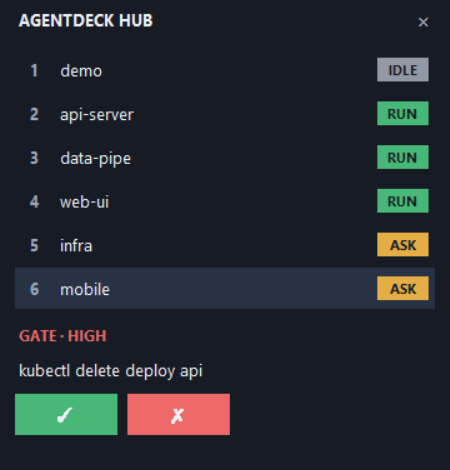 AGENTDECK HUB ×
1 demo IDLE
2 api-server RUN
3 data-pipe RUN
4 web-ui RUN
5 infra ASK
6 mobile ASK
GATE · HIGH
kubectl delete deploy api
✓ ✗